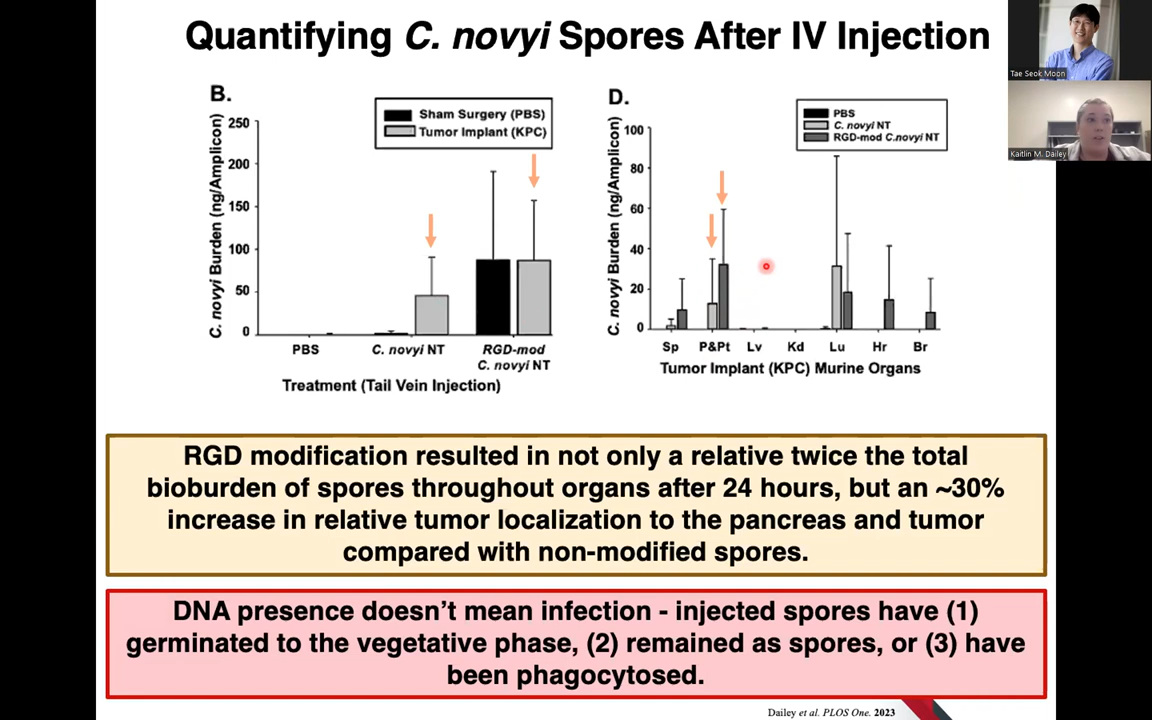 Quantifying C. novyi Spores After IV Injection
Tae Seok Moon
Kaitlin M. Dailey
B.
C. novyi Burden (ng/Amplicon)
250
200
150
100
50
0
Sham Surgery (PBS)
Tumor Implant (KPC)
PBS
C. novyi NT
RGD-mod
C. novyi NT
Treatment (Tail Vein Injection)
D.
C. novyi Burden (ng/Amplicon)
100
80
60
40
20
0
PBS
C. novyi NT
RGD-mod C.novyi NT
Sp P&Pt Lv Kd Lu Hr Br
Tumor Implant (KPC) Murine Organs
RGD modification resulted in not only a relative twice the total
bioburden of spores throughout organs after 24 hours, but an ~30%
increase in relative tumor localization to the pancreas and tumor
compared with non-modified spores.
DNA presence doesn't mean infection - injected spores have (1)
germinated to the vegetative phase, (2) remained as spores, or (3) have
been phagocytosed.
Dailey et al. PLOS One. 2023